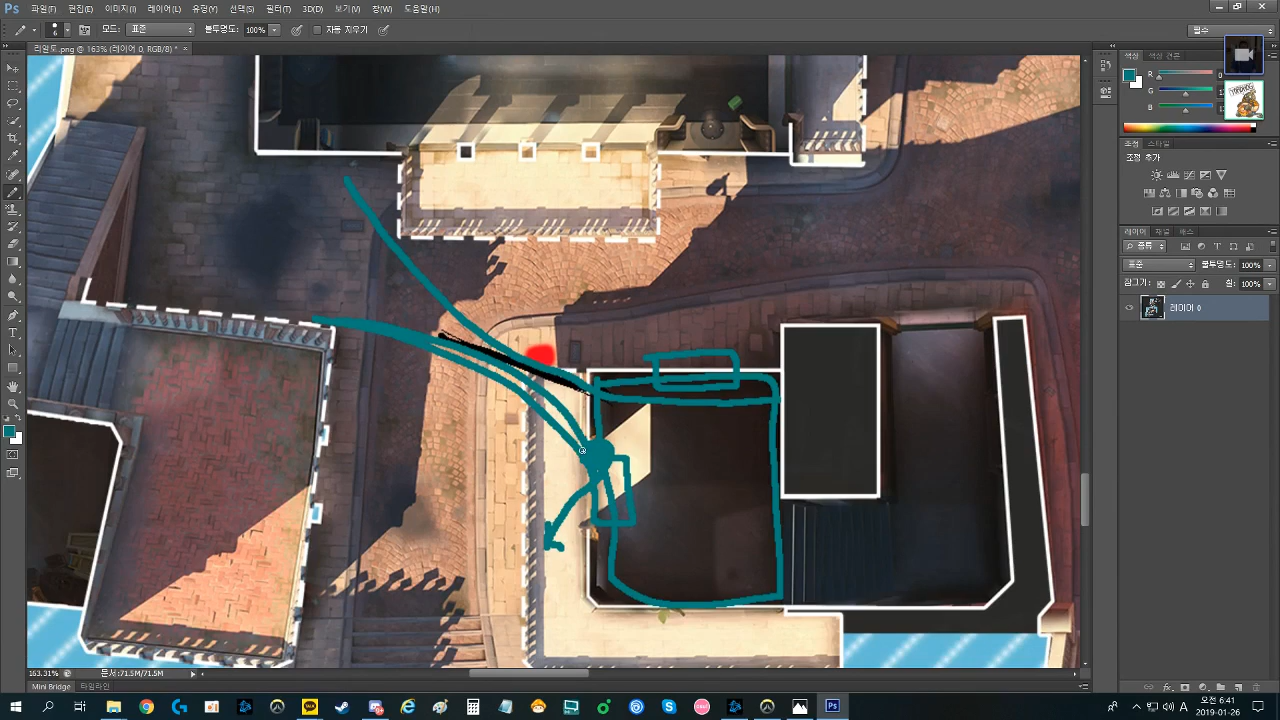 Ps 파일(F) 편집(E) 이미지(I) 레이어(L) 유형(Y) 선택(S) 필터(T) 3D(D) 보기(V) 창(W) 도움말(H)
6 모드: 표준 불투명도: 100% 자동 지우기 필수
리알토.png @ 163% (레이어 0, RGB/8) * ×
색상 색상 견본
R 0
G
B
조정 스타일
조정 추가
레이어 채널 패스
종류
표준 불투명도: 100%
잠그기: 칠: 100%
레이어 0
163.31% 문서:71.5M/71.5M
Mini Bridge 타임라인
A 오전 6:41
2019-01-26